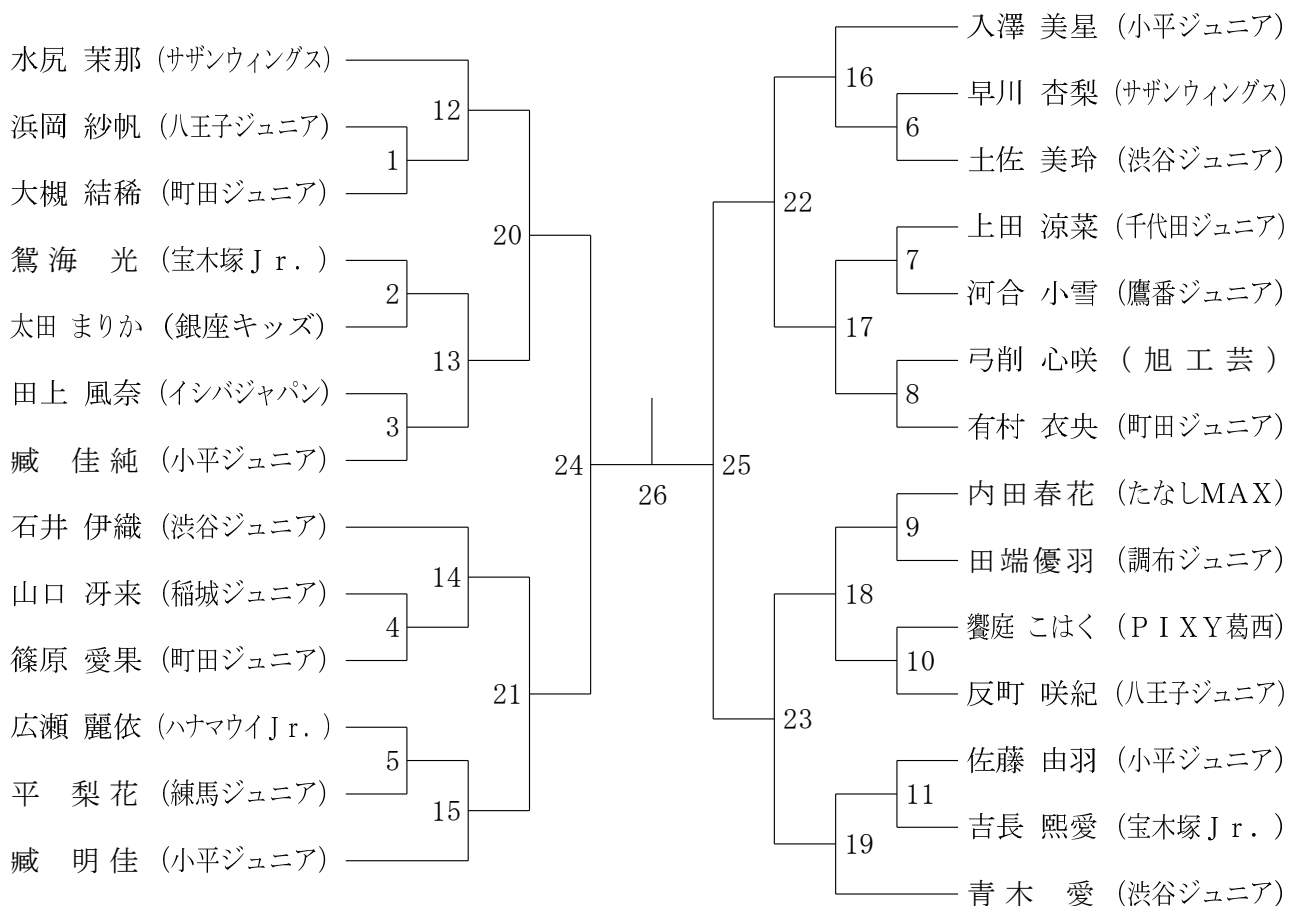 水尻 茉那 (サザンウィングス)
浜岡 紗帆 (八王子ジュニア)
大槻 結稀 (町田ジュニア)
鴛海 光 (宝木塚Ｊｒ．)
太田 まりか (銀座キッズ)
田上 風奈 (イシバジャパン)
臧 佳純 (小平ジュニア)
石井 伊織 (渋谷ジュニア)
山口 冴来 (稲城ジュニア)
篠原 愛果 (町田ジュニア)
広瀬 麗依 (ハナマウイＪｒ．)
平 梨花 (練馬ジュニア)
臧 明佳 (小平ジュニア)
12
1
20
2
13
3
24
14
4
21
5
15
26
25
16
6
22
7
17
8
9
18
10
23
11
19
入澤 美星 (小平ジュニア)
早川 杏梨 (サザンウィングス)
土佐 美玲 (渋谷ジュニア)
上田 涼菜 (千代田ジュニア)
河合 小雪 (鷹番ジュニア)
弓削 心咲 (旭工芸)
有村 衣央 (町田ジュニア)
内田春花 (たなしＭＡＸ)
田端優羽 (調布ジュニア)
饗庭 こはく (ＰＩＸＹ葛西)
反町 咲紀 (八王子ジュニア)
佐藤 由羽 (小平ジュニア)
吉長 熙愛 (宝木塚Ｊｒ．)
青木 愛 (渋谷ジュニア)